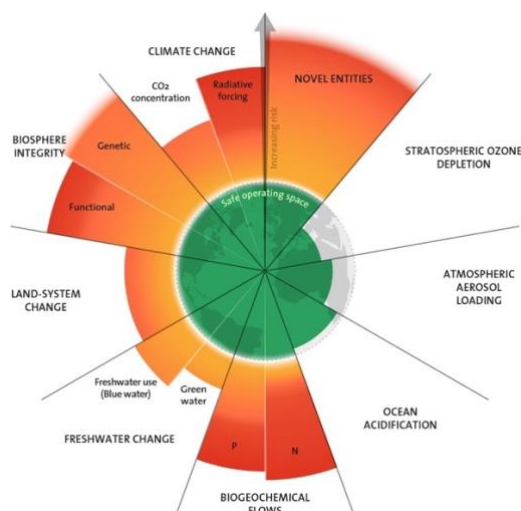 CLIMATE CHANGE
CO2
concentration
Radiative
forcing
NOVEL ENTITIES
Increasing risk
STRATOSPHERIC OZONE
DEPLETION
BIOSPHERE
INTEGRITY
Genetic
Functional
Safe operating space
ATMOSPHERIC
AEROSOL
LOADING
LAND-SYSTEM
CHANGE
Freshwater use
(Blue water)
Green
water
FRESHWATER CHANGE
P
N
OCEAN
ACIDIFICATION
BIOGEOCHEMICAL
FLOWS